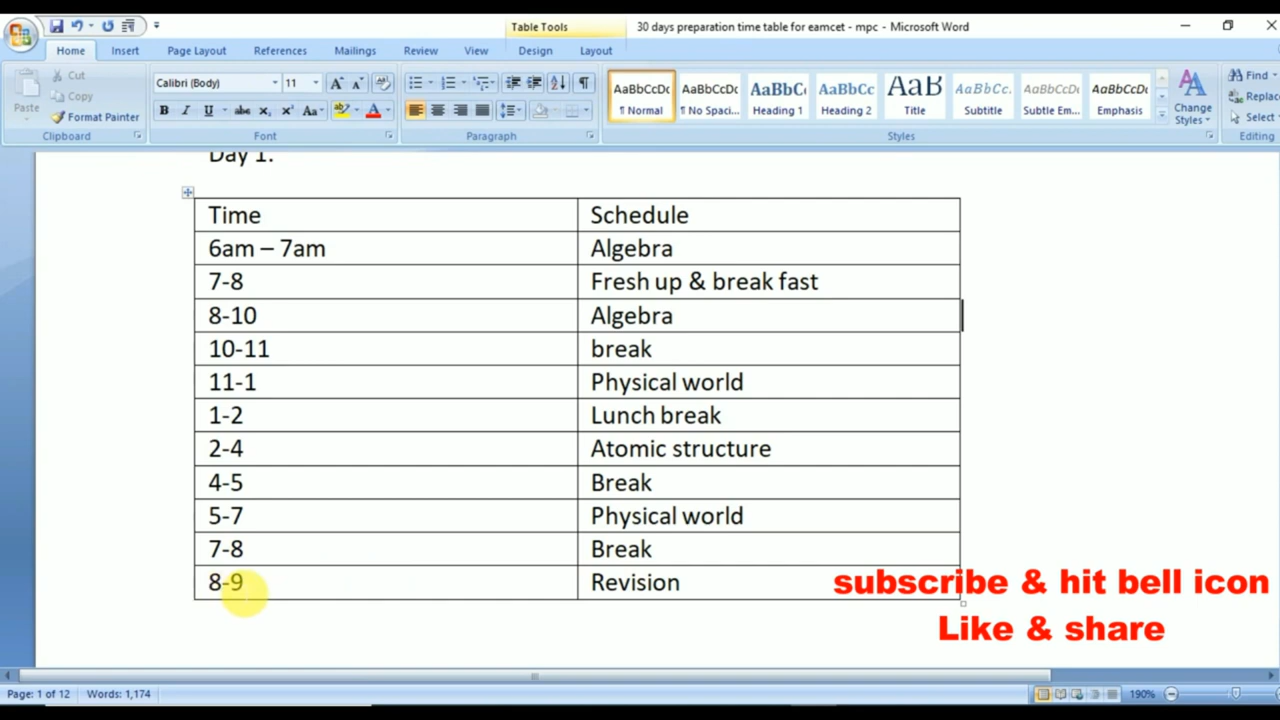 Table Tools
30 days preparation time table for eamcet - mpc - Microsoft Word
Home Insert Page Layout References Mailings Review View Design Layout
Cut
Copy
Format Painter
Paste
Calibri (Body) 11
B I U abc x₂ x² Aa
AaBbCcDc AaBbCcDc AaBbC AaBbCc AaB AaBbCc. AaBbCcDc AaBbCcDc
¶ Normal ¶ No Spaci... Heading 1 Heading 2 Title Subtitle Subtle Em... Emphasis
Change Styles
Find
Replac
Select
Clipboard Font Paragraph Styles Editing
Day 1.
Time Schedule
6am – 7am Algebra
7-8 Fresh up & break fast
8-10 Algebra
10-11 break
11-1 Physical world
1-2 Lunch break
2-4 Atomic structure
4-5 Break
5-7 Physical world
7-8 Break
8-9 Revision
subscribe & hit bell icon
Like & share
Page: 1 of 12 Words: 1,174 190%